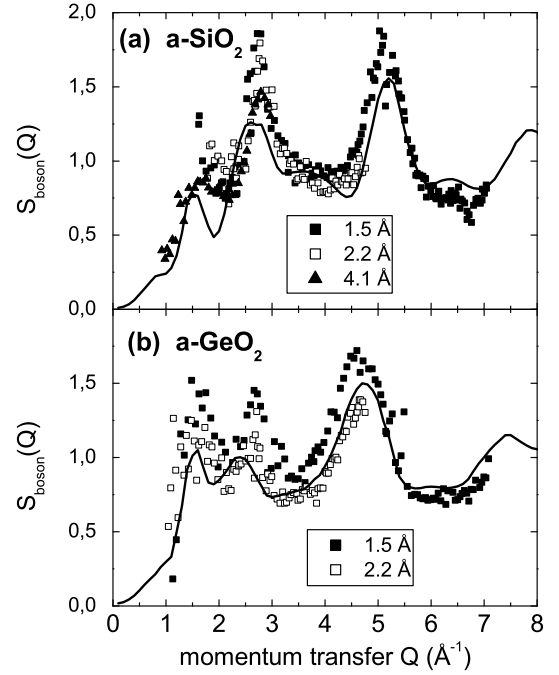 (a) a-SiO₂
2,0
1,5
1,0
0,5
0,0
S_boson(Q)
1.5 Å
2.2 Å
4.1 Å
(b) a-GeO₂
1,5
1,0
0,5
0,0
S_boson(Q)
1.5 Å
2.2 Å
0 1 2 3 4 5 6 7 8
momentum transfer Q (Å⁻¹)